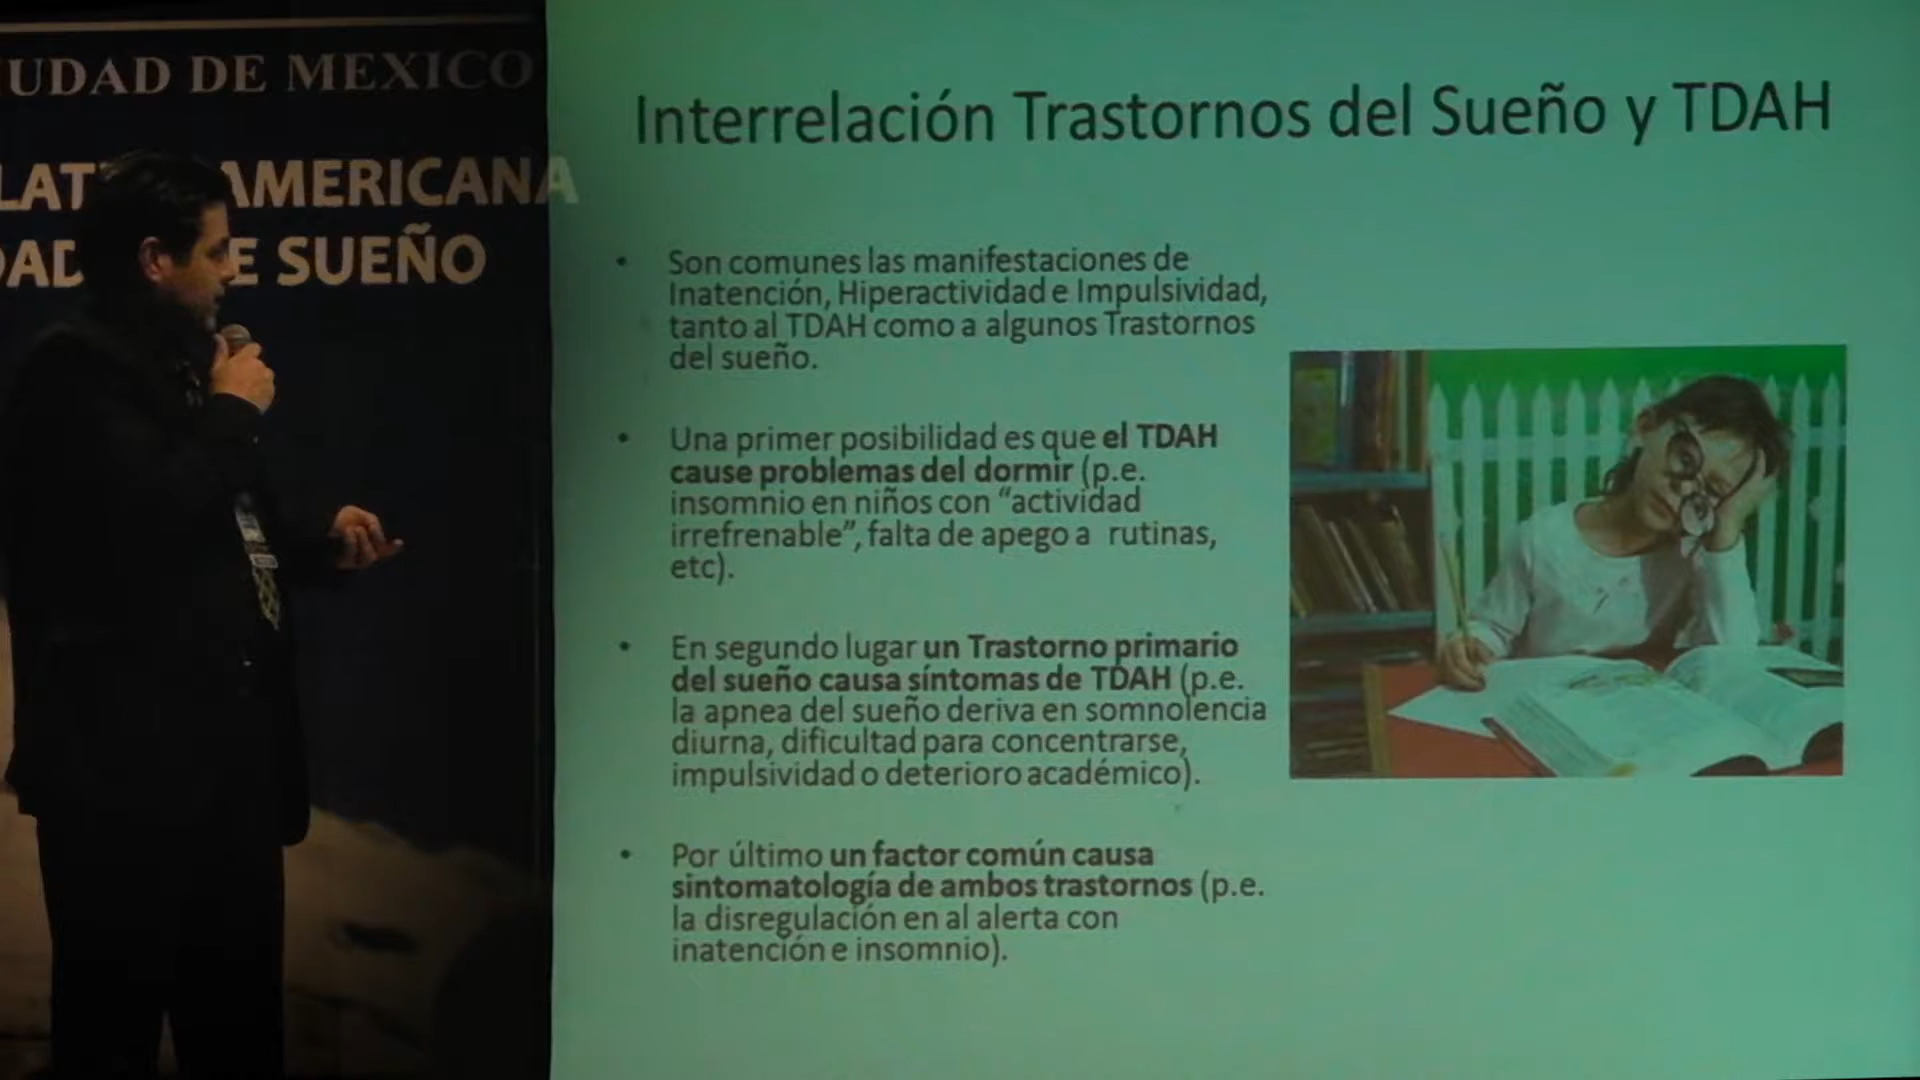 UDAD DE MEXICO
LAT AMERICANA
DAD E SUEÑO
Interrelación Trastornos del Sueño y TDAH
• Son comunes las manifestaciones de
Inatención, Hiperactividad e Impulsividad,
tanto al TDAH como a algunos Trastornos
del sueño.
• Una primer posibilidad es que el TDAH
cause problemas del dormir (p.e.
insomnio en niños con “actividad
irrefrenable”, falta de apego a rutinas,
etc).
• En segundo lugar un Trastorno primario
del sueño causa síntomas de TDAH (p.e.
la apnea del sueño deriva en somnolencia
diurna, dificultad para concentrarse,
impulsividad o deterioro académico).
• Por último un factor común causa
sintomatología de ambos trastornos (p.e.
la disregulación en al alerta con
inatención e insomnio).